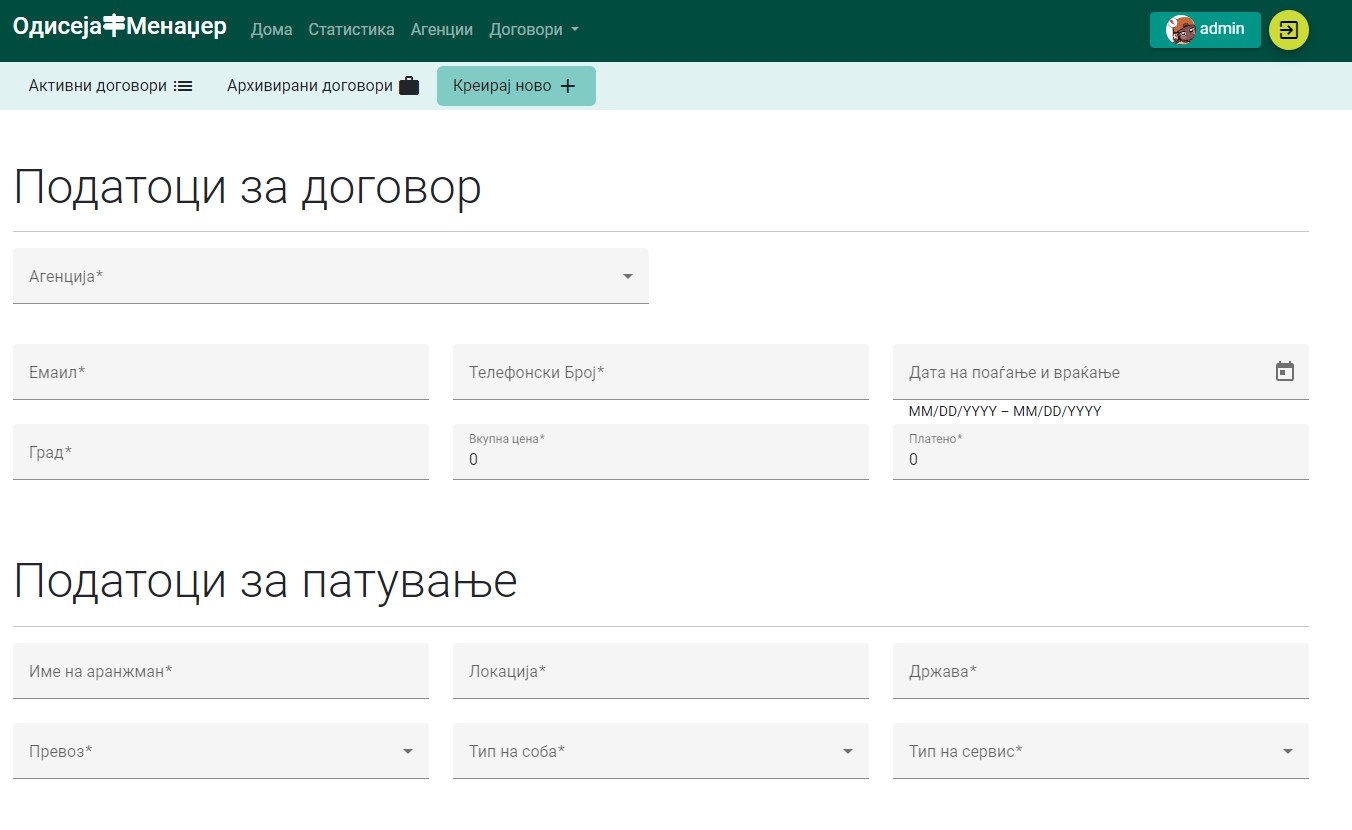 Одисеја Менаџер Дома Статистика Агенции Договори admin
Активни договори Архивирани договори Креирај ново
Податоци за договор
Агенција*
Емаил* Телефонски Број* Дата на поаѓање и враќање
MM/DD/YYYY – MM/DD/YYYY
Град* Вкупна цена* Платено*
0 0
Податоци за патување
Име на аранжман* Локација* Држава*
Превоз* Тип на соба* Тип на сервис*